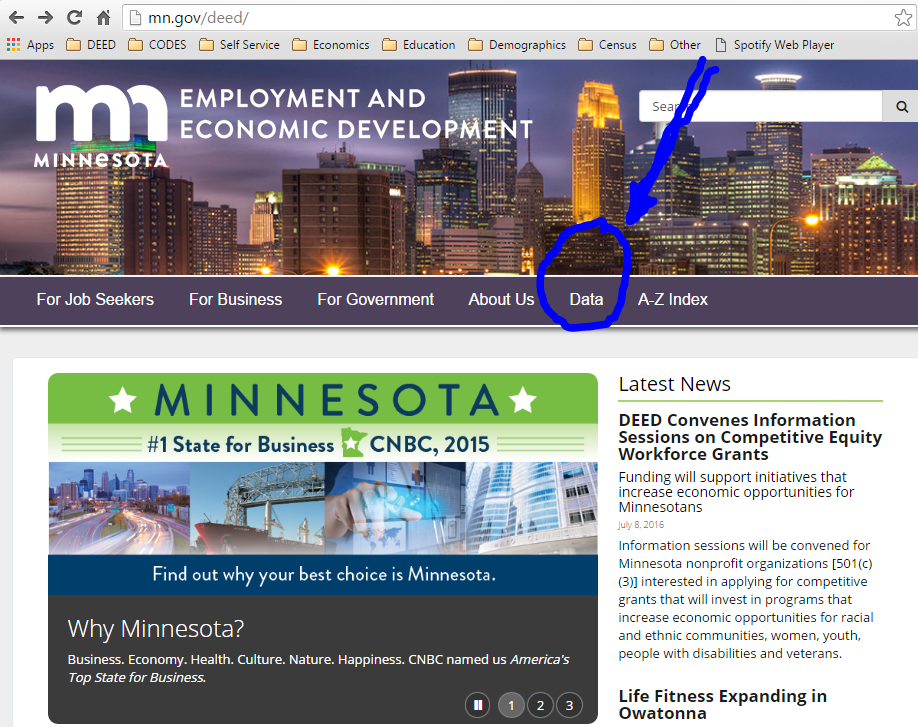 mn.gov/deed/
Apps DEED CODES Self Service Economics Education Demographics Census Other Spotify Web Player
mn
MINNESOTA
EMPLOYMENT AND
ECONOMIC DEVELOPMENT
For Job Seekers For Business For Government About Us Data A-Z Index
MINNESOTA
#1 State for Business CNBC, 2015
Find out why your best choice is Minnesota.
Why Minnesota?
Business. Economy. Health. Culture. Nature. Happiness. CNBC named us America's
Top State for Business.
1 2 3
Latest News
DEED Convenes Information
Sessions on Competitive Equity
Workforce Grants
Funding will support initiatives that
increase economic opportunities for
Minnesotans
July 8, 2016
Information sessions will be convened for
Minnesota nonprofit organizations [501(c)
(3)] interested in applying for competitive
grants that will invest in programs that
increase economic opportunities for racial
and ethnic communities, women, youth,
people with disabilities and veterans.
Life Fitness Expanding in
Owatonna